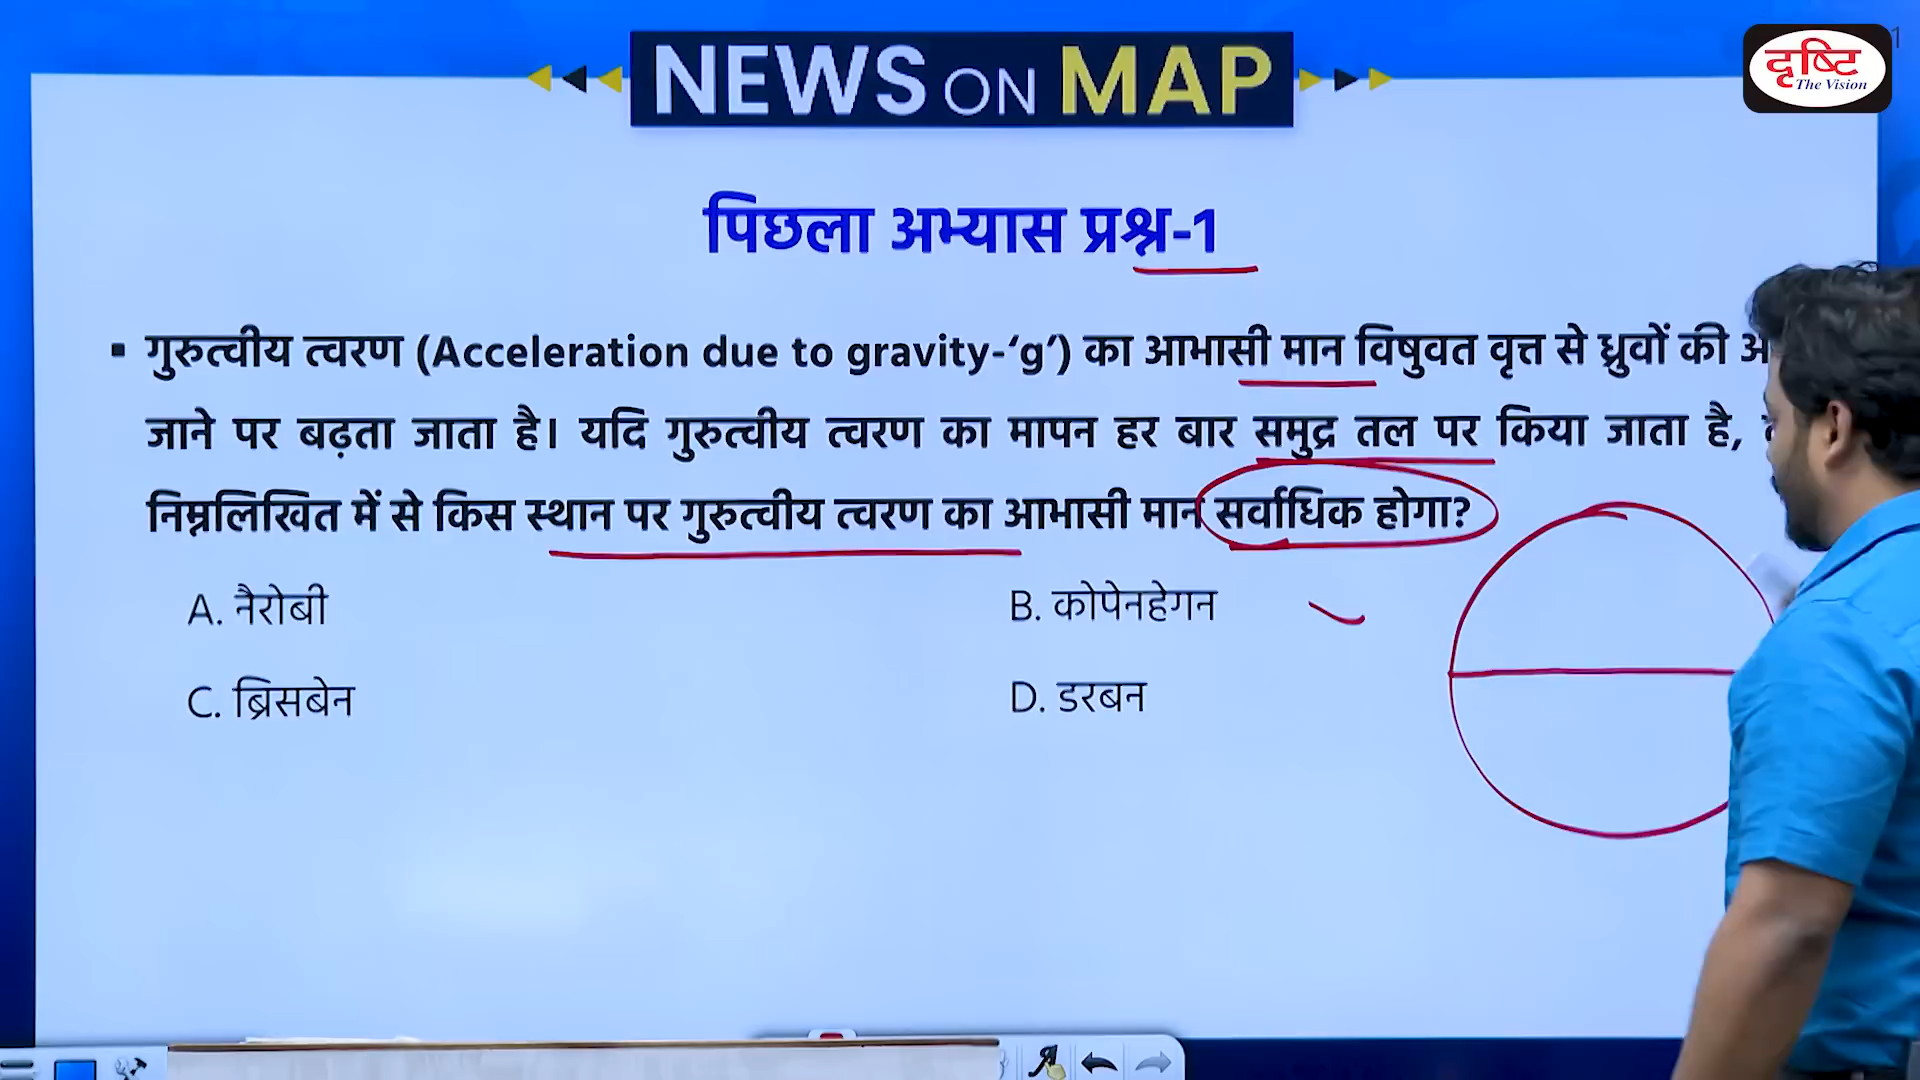 NEWS ON MAP
दृष्टि
The Vision
पिछला अभ्यास प्रश्न-1
▪ गुरुत्वीय त्वरण (Acceleration due to gravity-‘g’) का आभासी मान विषुवत वृत्त से ध्रुवों की
जाने पर बढ़ता जाता है। यदि गुरुत्वीय त्वरण का मापन हर बार समुद्र तल पर किया जाता है,
निम्नलिखित में से किस स्थान पर गुरुत्वीय त्वरण का आभासी मान सर्वाधिक होगा?
A. नैरोबी B. कोपेनहेगन
C. ब्रिसबेन D. डरबन